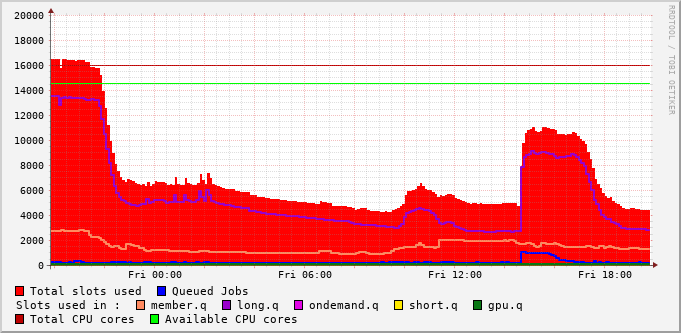 20000
18000
16000
14000
12000
10000
8000
6000
4000
2000
0
Fri 00:00 Fri 06:00 Fri 12:00 Fri 18:00
Total slots used Queued Jobs
Slots used in : member.q long.q ondemand.q short.q gpu.q
Total CPU cores Available CPU cores
RRDTOOL / TOBI OETIKER